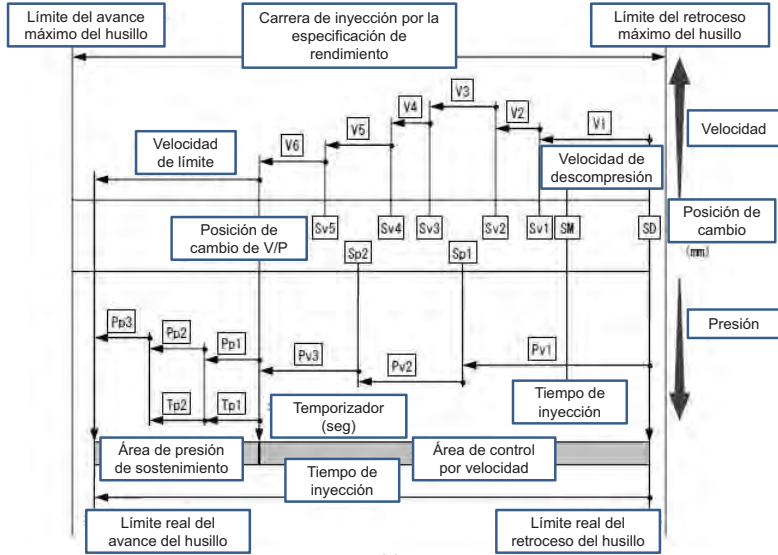 Límite del avance
máximo del husillo
Carrera de inyección por la
especificación de
rendimiento
Límite del retroceso
máximo del husillo
V3
V4
V2
V1
V5
V6
Velocidad
Velocidad
de límite
Velocidad de
descompresión
Posición de
cambio de V/P
Sv5
Sv4
Sv3
Sv2
Sv1
SM
SD
Posición de
cambio
(mm)
Sp2
Sp1
Presión
Pp3
Pp2
Pp1
Pv3
Pv2
Pv1
Tp2
Tp1
Temporizador
(seg)
Tiempo de
inyección
Área de presión
de sostenimiento
Área de control
por velocidad
Tiempo de
inyección
Límite real del
avance del husillo
Límite real del
retroceso del husillo